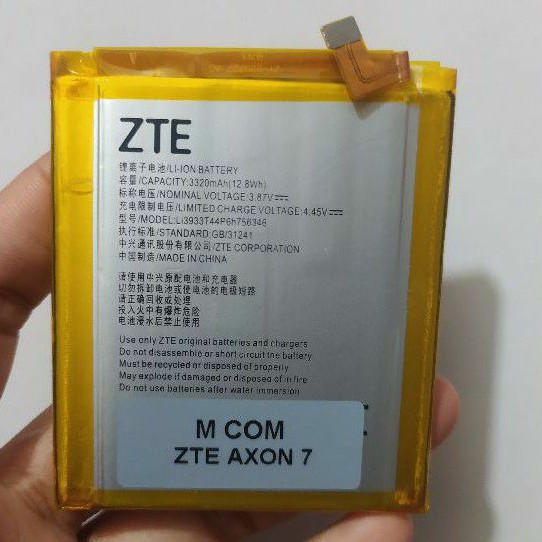 ZTE
锂离子电池/LI-ION BATTERY
容量/CAPACITY:3320mAh(12.8Wh)
标称电压/NOMINAL VOLTAGE:3.87V⎓
充电限制电压/LIMITED CHARGE VOLTAGE:4.45V⎓
型号/MODEL:Li3933T44P6h756346
执行标准/STANDARD:GB/31241
中兴通讯股份有限公司/ZTE CORPORATION
中国制造/MADE IN CHINA
请使用中兴原配电池和充电器
切勿拆卸电池或使电池的电极短路
请正确回收或处理
投入火中有爆炸危险
电池浸水后禁止使用
Use only ZTE original batteries and chargers
Do not disassemble or short circuit the battery
Must be recycled or disposed of properly
May explode if damaged or disposed of in fire
Do not use batteries after water immersion
M COM
ZTE AXON 7